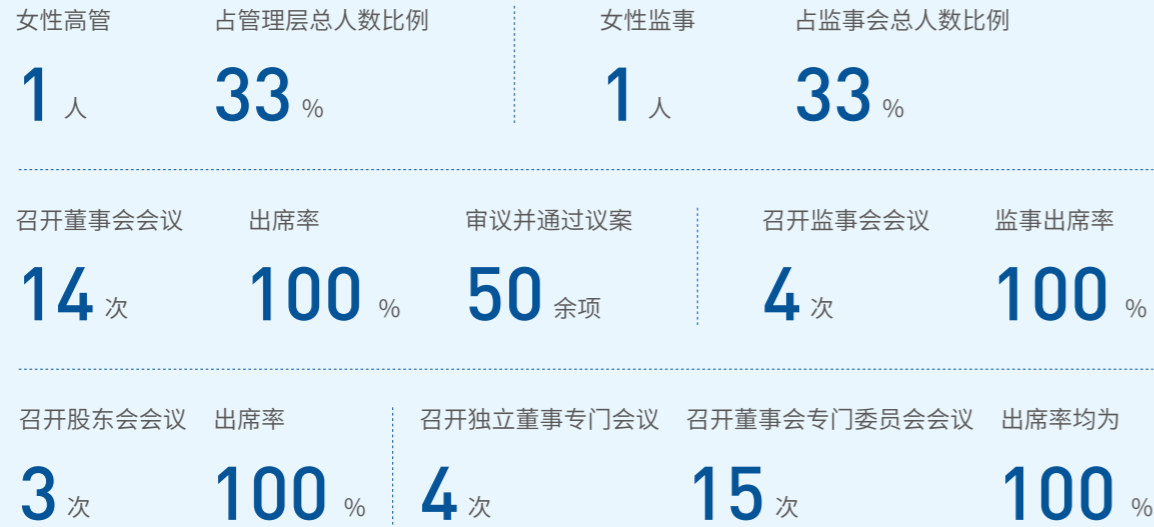 女性高管 占管理层总人数比例 女性监事 占监事会总人数比例
1 人 33 % 1 人 33 %
召开董事会会议 出席率 审议并通过议案 召开监事会会议 监事出席率
14 次 100 % 50 余项 4 次 100 %
召开股东会会议 出席率 召开独立董事专门会议 召开董事会专门委员会会议 出席率均为
3 次 100 % 4 次 15 次 100 %